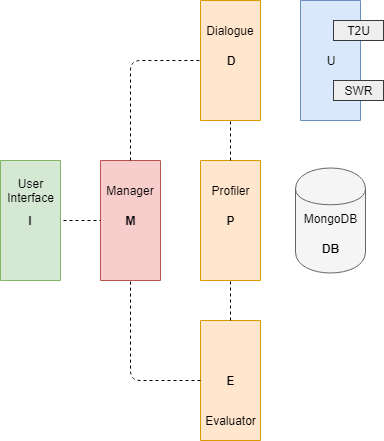 Dialogue
D
T2U
U
SWR
User
Interface
I
Manager
M
Profiler
P
MongoDB
DB
E
Evaluator